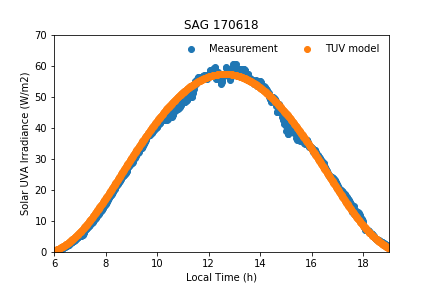 SAG 170618
Measurement
TUV model
Solar UVA Irradiance (W/m2)
70
60
50
40
30
20
10
0
6 8 10 12 14 16 18
Local Time (h)